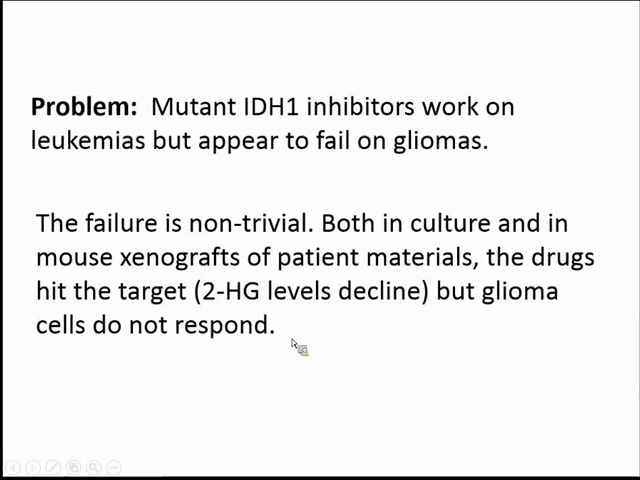 Problem: Mutant IDH1 inhibitors work on
leukemias but appear to fail on gliomas.
The failure is non-trivial. Both in culture and in
mouse xenografts of patient materials, the drugs
hit the target (2-HG levels decline) but glioma
cells do not respond.